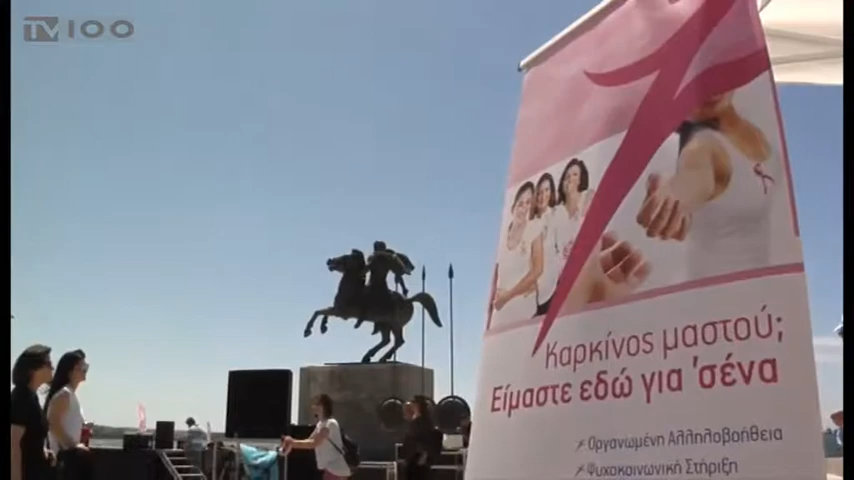 TV100
Καρκίνος μαστού;
Είμαστε εδώ για 'σένα
Οργανωμένη Αλληλοβοήθεια
Ψυχοκοινωνική Στήριξη